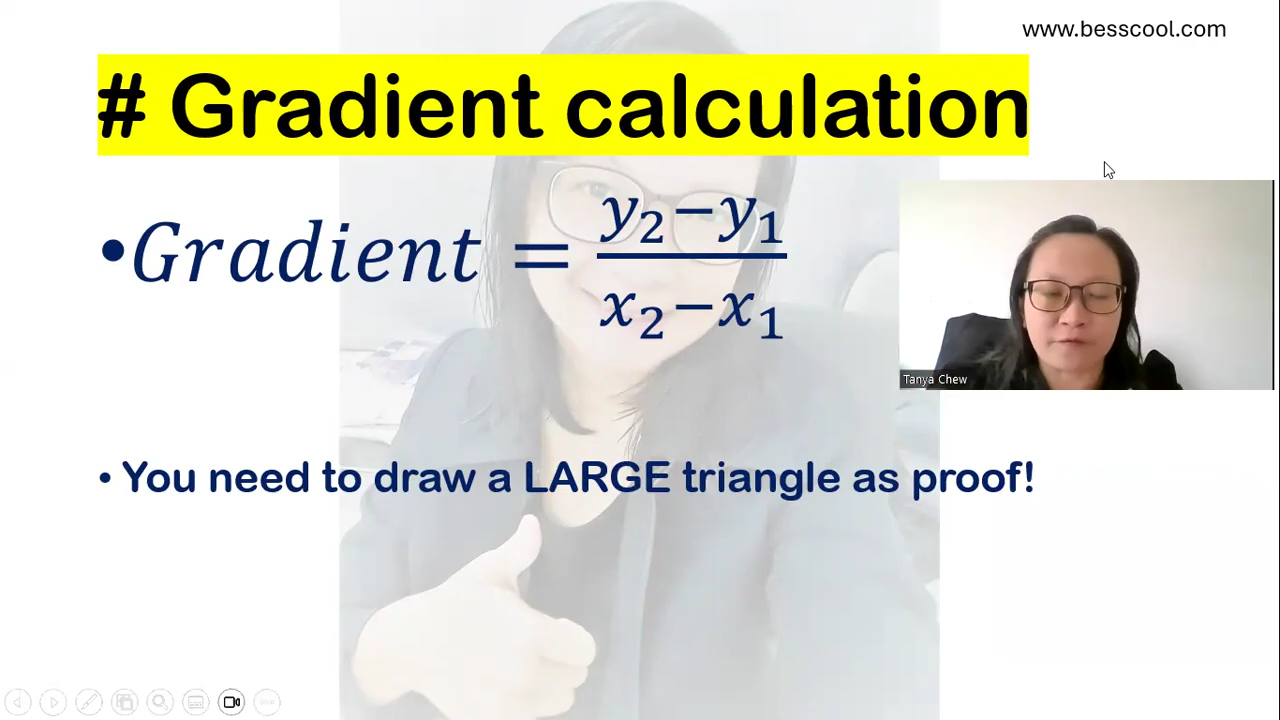 www.besscool.com
# Gradient calculation
•Gradient = y₂−y₁ / x₂−x₁
Tanya Chew
• You need to draw a LARGE triangle as proof!